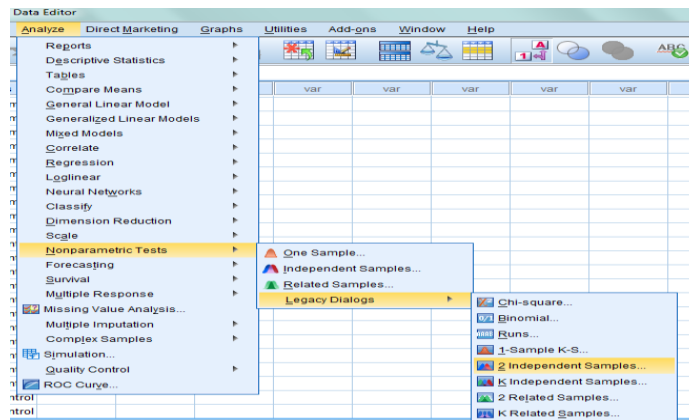 Data Editor
Analyze Direct Marketing Graphs Utilities Add-ons Window Help
Reports
Descriptive Statistics
Tables
Compare Means
General Linear Model
Generalized Linear Models
Mixed Models
Correlate
Regression
Loglinear
Neural Networks
Classify
Dimension Reduction
Scale
Nonparametric Tests
Forecasting
Survival
Multiple Response
Missing Value Analysis...
Multiple Imputation
Complex Samples
Simulation...
Quality Control
ROC Curve...
var var var var var
One Sample...
Independent Samples...
Related Samples...
Legacy Dialogs
Chi-square...
Binomial...
Runs...
1-Sample K-S...
2 Independent Samples...
K Independent Samples...
2 Related Samples...
K Related Samples...
ntrol
ntrol